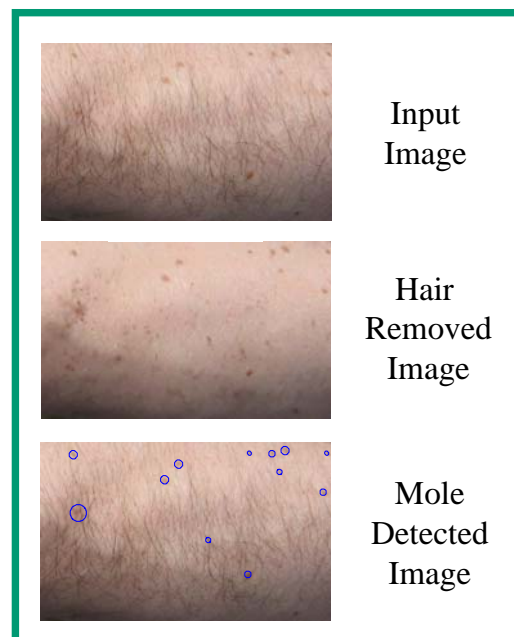 Input
Image
Hair
Removed
Image
Mole
Detected
Image